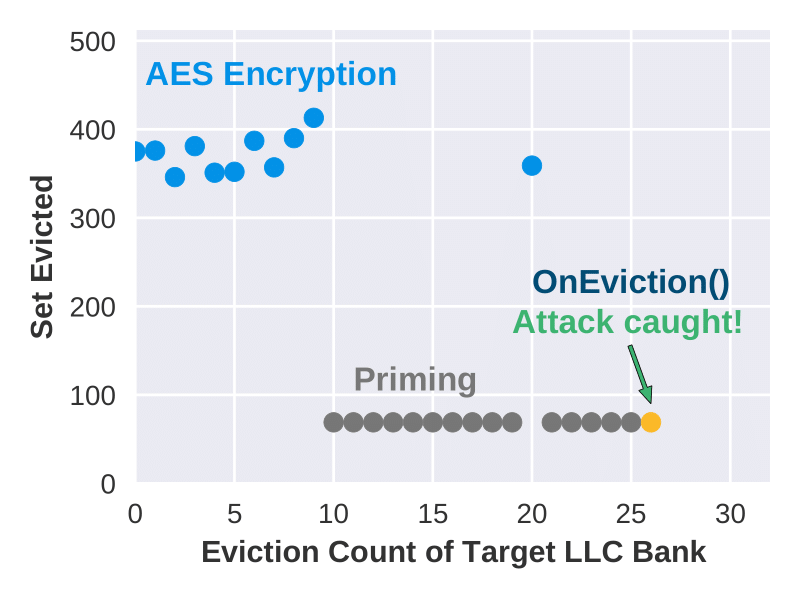 500
AES Encryption
400
300
OnEviction()
200
Attack caught!
Priming
100
0
0 5 10 15 20 25 30
Eviction Count of Target LLC Bank
Set Evicted